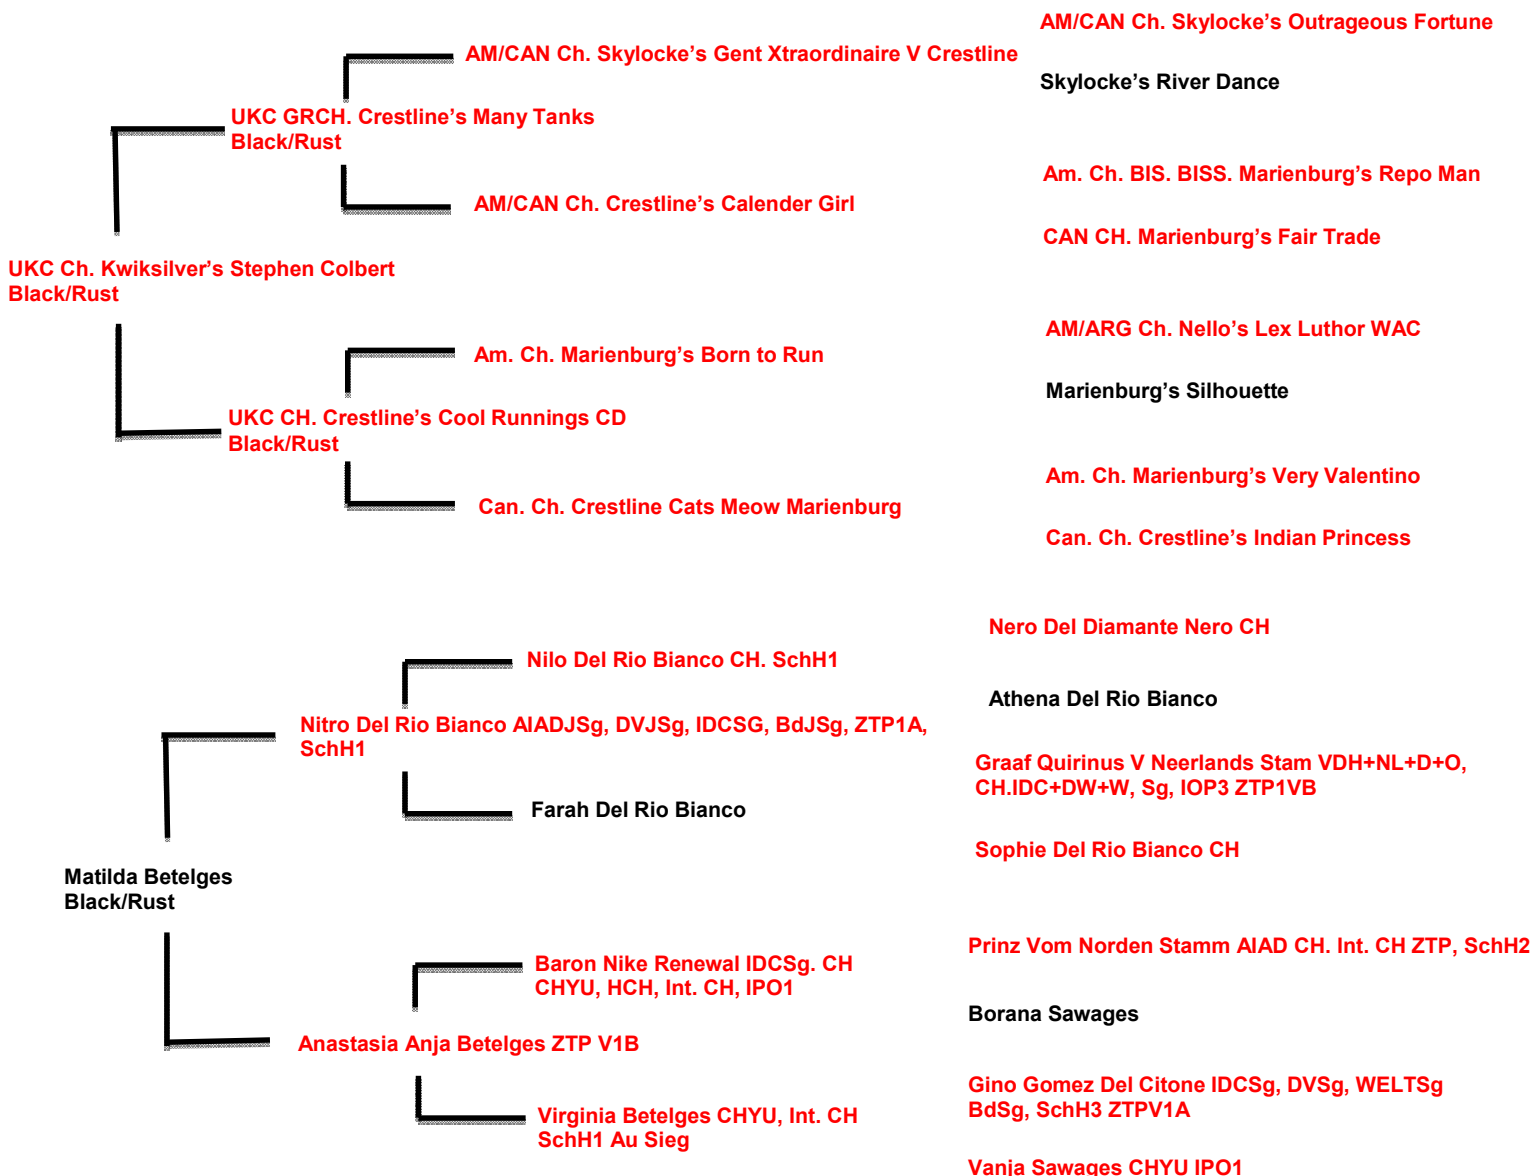 AM/CAN Ch. Skylocke’s Outrageous Fortune
AM/CAN Ch. Skylocke’s Gent Xtraordinaire V Crestline
Skylocke’s River Dance
UKC GRCH. Crestline’s Many Tanks
Black/Rust
Am. Ch. BIS. BISS. Marienburg’s Repo Man
AM/CAN Ch. Crestline’s Calender Girl
CAN CH. Marienburg’s Fair Trade
UKC Ch. Kwiksilver’s Stephen Colbert
Black/Rust
AM/ARG Ch. Nello’s Lex Luthor WAC
Am. Ch. Marienburg’s Born to Run
Marienburg’s Silhouette
UKC CH. Crestline’s Cool Runnings CD
Black/Rust
Am. Ch. Marienburg’s Very Valentino
Can. Ch. Crestline Cats Meow Marienburg
Can. Ch. Crestline’s Indian Princess
Nero Del Diamante Nero CH
Nilo Del Rio Bianco CH. SchH1
Athena Del Rio Bianco
Nitro Del Rio Bianco AIADJSg, DVJSg, IDCSG, BdJSg, ZTP1A,
SchH1
Graaf Quirinus V Neerlands Stam VDH+NL+D+O,
CH.IDC+DW+W, Sg, IOP3 ZTP1VB
Farah Del Rio Bianco
Sophie Del Rio Bianco CH
Matilda Betelges
Black/Rust
Prinz Vom Norden Stamm AIAD CH. Int. CH ZTP, SchH2
Baron Nike Renewal IDCSg. CH
CHYU, HCH, Int. CH, IPO1
Borana Sawages
Anastasia Anja Betelges ZTP V1B
Gino Gomez Del Citone IDCSg, DVSg, WELTSg
BdSg, SchH3 ZTPV1A
Virginia Betelges CHYU, Int. CH
SchH1 Au Sieg
Vanja Sawages CHYU IPO1